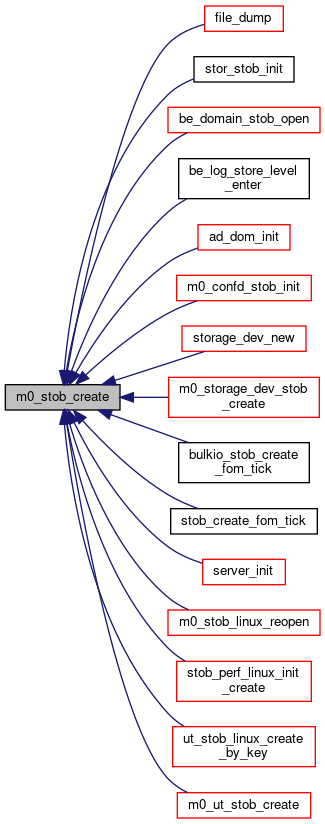 file_dump
stor_stob_init
be_domain_stob_open
be_log_store_level
_enter
ad_dom_init
m0_confd_stob_init
storage_dev_new
m0_stob_create
m0_storage_dev_stob
_create
bulkio_stob_create
_fom_tick
stob_create_fom_tick
server_init
m0_stob_linux_reopen
stob_perf_linux_init
_create
ut_stob_linux_create
_by_key
m0_ut_stob_create